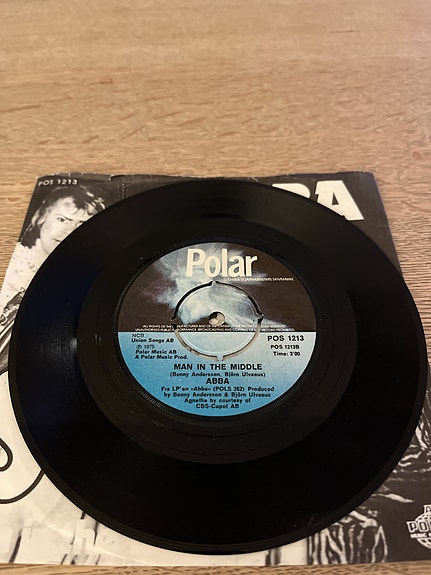 POS 1213
BA
Polar
NCB
Union Songs AB
℗ 1975
Polar Music AB
& Polar Music Prod.
POS 1213
POS 1213B
Time: 3'00
MAN IN THE MIDDLE
(Benny Andersson, Björn Ulvaeus)
ABBA
Fra LP'en «Abba» (POLS 262) Produced
by Benny Andersson & Björn Ulvaeus
Agnetha by courtesy of
CBS-Cupol AB